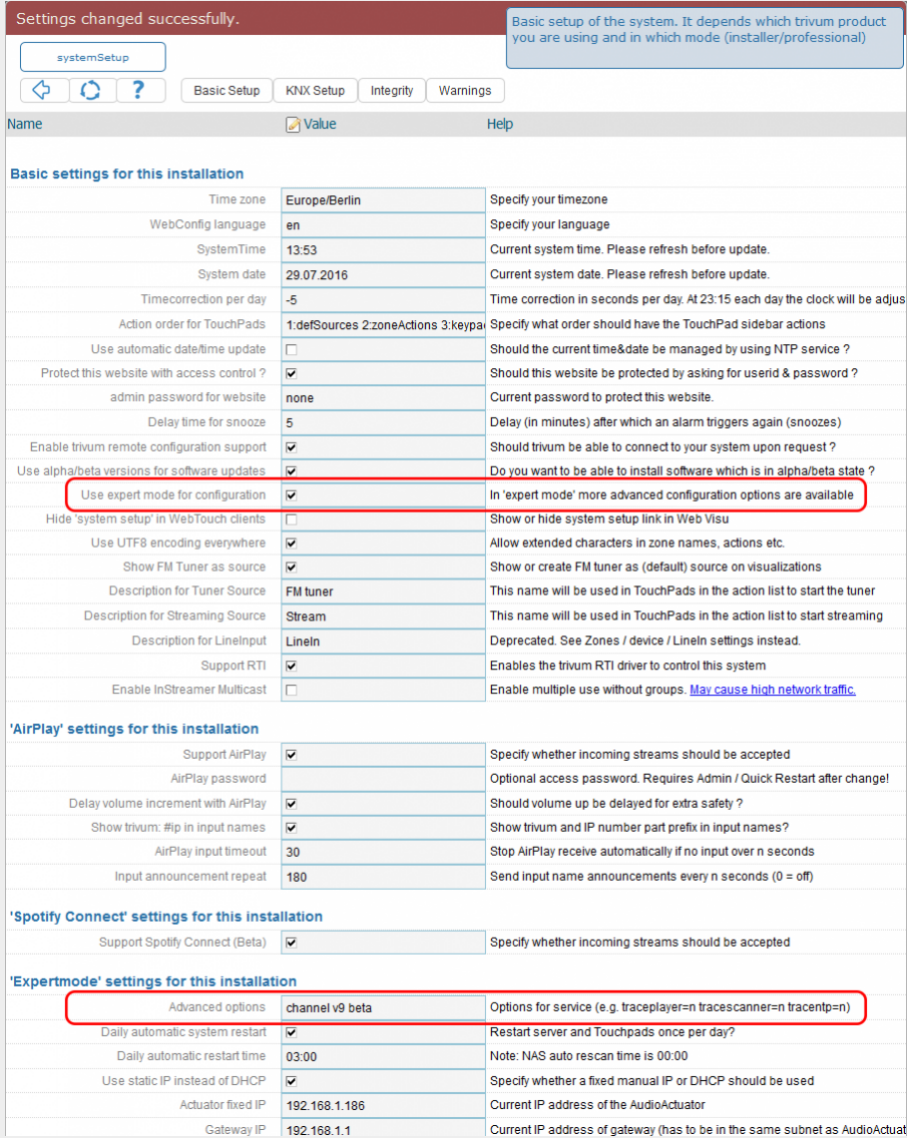 Settings changed successfully.
Basic setup of the system. It depends which trivum product
you are using and in which mode (installer/professional)
systemSetup
? Basic Setup KNX Setup Integrity Warnings
Name Value Help
Basic settings for this installation
Time zone Europe/Berlin Specify your timezone
WebConfig language en Specify your language
SystemTime 13:53 Current system time. Please refresh before update.
System date 29.07.2016 Current system date. Please refresh before update.
Timecorrection per day -5 Time correction in seconds per day. At 23:15 each day the clock will be adjus
Action order for TouchPads 1:defSources 2:zoneActions 3:keypa Specify what order should have the TouchPad sidebar actions
Use automatic date/time update Should the current time&date be managed by using NTP service ?
Protect this website with access control ? Should this website be protected by asking for userid & password ?
admin password for website none Current password to protect this website.
Delay time for snooze 5 Delay (in minutes) after which an alarm triggers again (snoozes)
Enable trivum remote configuration support Should trivum be able to connect to your system upon request ?
Use alpha/beta versions for software updates Do you want to be able to install software which is in alpha/beta state ?
Use expert mode for configuration In 'expert mode' more advanced configuration options are available
Hide 'system setup' in WebTouch clients Show or hide system setup link in Web Visu
Use UTF8 encoding everywhere Allow extended characters in zone names, actions etc.
Show FM Tuner as source Show or create FM tuner as (default) source on visualizations
Description for Tuner Source FM tuner This name will be used in TouchPads in the action list to start the tuner
Description for Streaming Source Stream This name will be used in TouchPads in the action list to start streaming
Description for LineInput LineIn Deprecated. See Zones / device / LineIn settings instead.
Support RTI Enables the trivum RTI driver to control this system
Enable InStreamer Multicast Enable multiple use without groups. May cause high network traffic.
'AirPlay' settings for this installation
Support AirPlay Specify whether incoming streams should be accepted
AirPlay password Optional access password. Requires Admin / Quick Restart after change!
Delay volume increment with AirPlay Should volume up be delayed for extra safety ?
Show trivum: #ip in input names Show trivum and IP number part prefix in input names?
AirPlay input timeout 30 Stop AirPlay receive automatically if no input over n seconds
Input announcement repeat 180 Send input name announcements every n seconds (0 = off)
'Spotify Connect' settings for this installation
Support Spotify Connect (Beta) Specify whether incoming streams should be accepted
'Expertmode' settings for this installation
Advanced options channel v9 beta Options for service (e.g. traceplayer=n tracescanner=n tracentp=n)
Daily automatic system restart Restart server and Touchpads once per day?
Daily automatic restart time 03:00 Note: NAS auto rescan time is 00:00
Use static IP instead of DHCP Specify whether a fixed manual IP or DHCP should be used
Actuator fixed IP 192.168.1.186 Current IP address of the AudioActuator
Gateway IP 192.168.1.1 Current IP address of gateway (has to be in the same subnet as AudioActuat